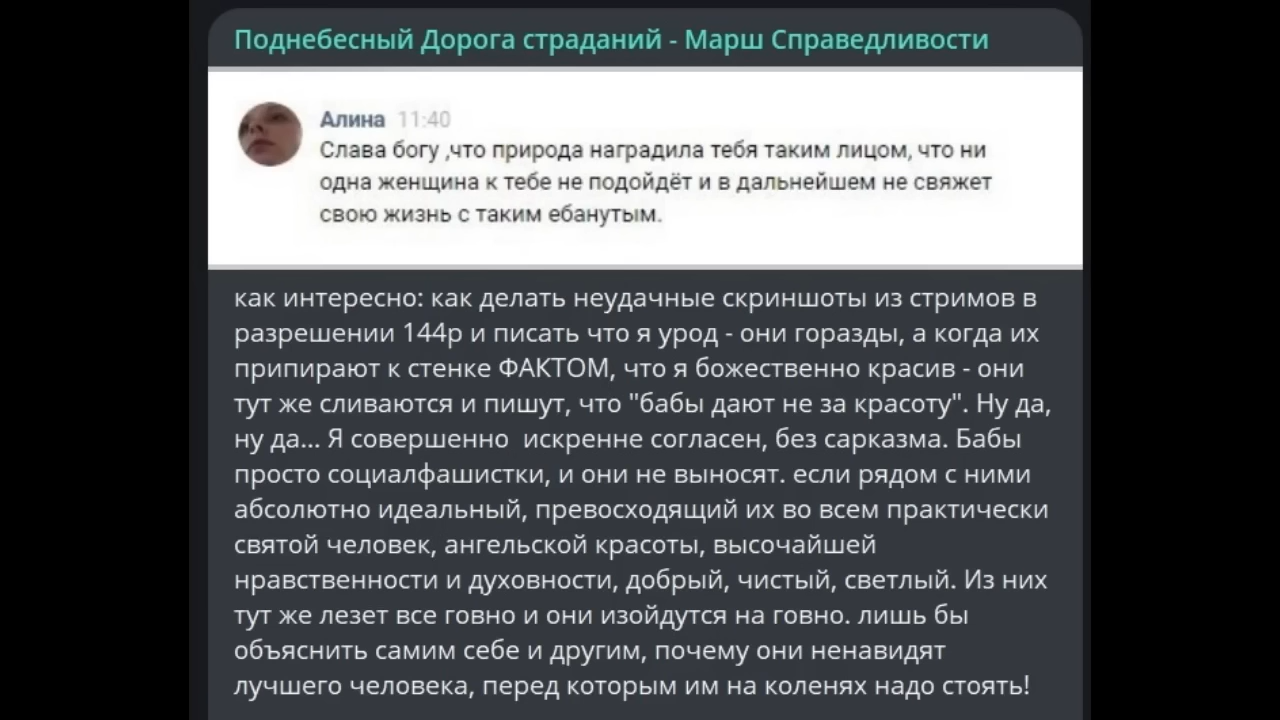 Поднебесный Дорога страданий - Марш Справедливости
Алина 11:40
Слава богу ,что природа наградила тебя таким лицом, что ни
одна женщина к тебе не подойдёт и в дальнейшем не свяжет
свою жизнь с таким ебанутым.
как интересно: как делать неудачные скриншоты из стримов в
разрешении 144р и писать что я урод - они горазды, а когда их
припирают к стенке ФАКТОМ, что я божественно красив - они
тут же сливаются и пишут, что "бабы дают не за красоту". Ну да,
ну да... Я совершенно  искренне согласен, без сарказма. Бабы
просто социалфашистки, и они не выносят. если рядом с ними
абсолютно идеальный, превосходящий их во всем практически
святой человек, ангельской красоты, высочайшей
нравственности и духовности, добрый, чистый, светлый. Из них
тут же лезет все говно и они изойдутся на говно. лишь бы
объяснить самим себе и другим, почему они ненавидят
лучшего человека, перед которым им на коленях надо стоять!